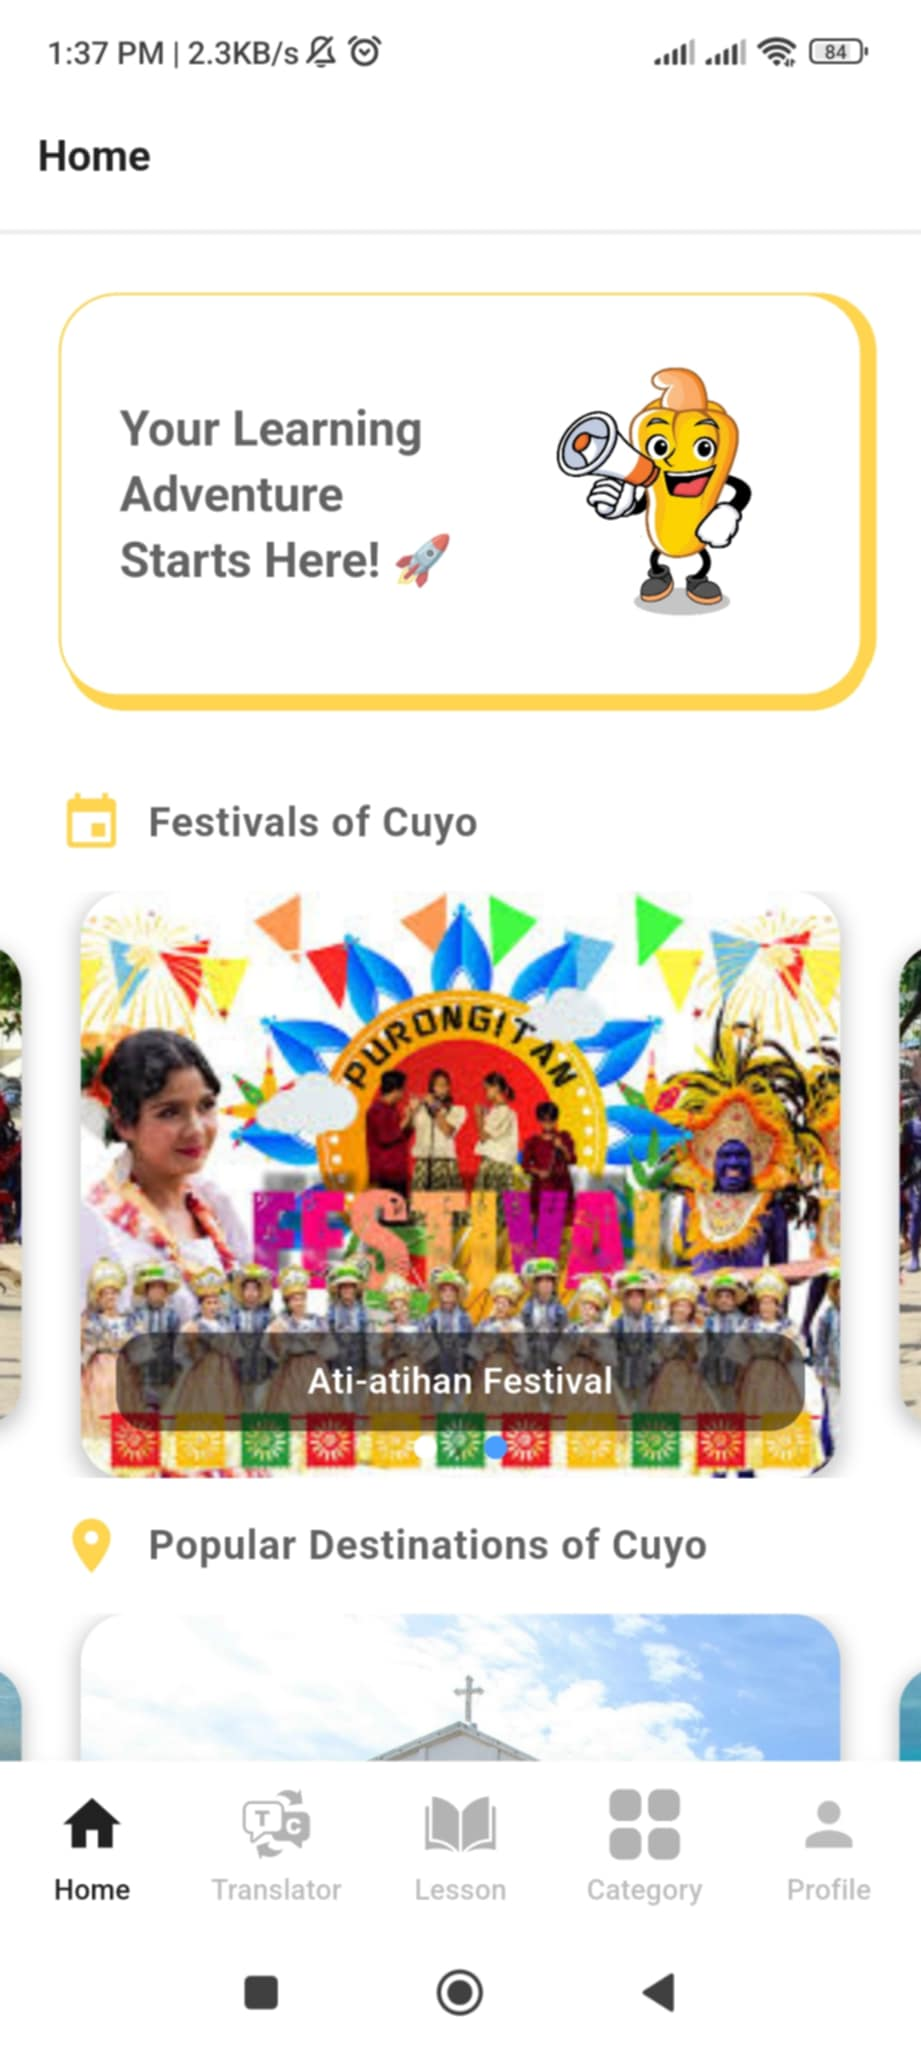 1:37 PM | 2.3KB/s
84
Home
Your Learning
Adventure
Starts Here! 🚀
Festivals of Cuyo
PURONGITAN
FESTIVAL
Ati-atihan Festival
Popular Destinations of Cuyo
T C
Home Translator Lesson Category Profile